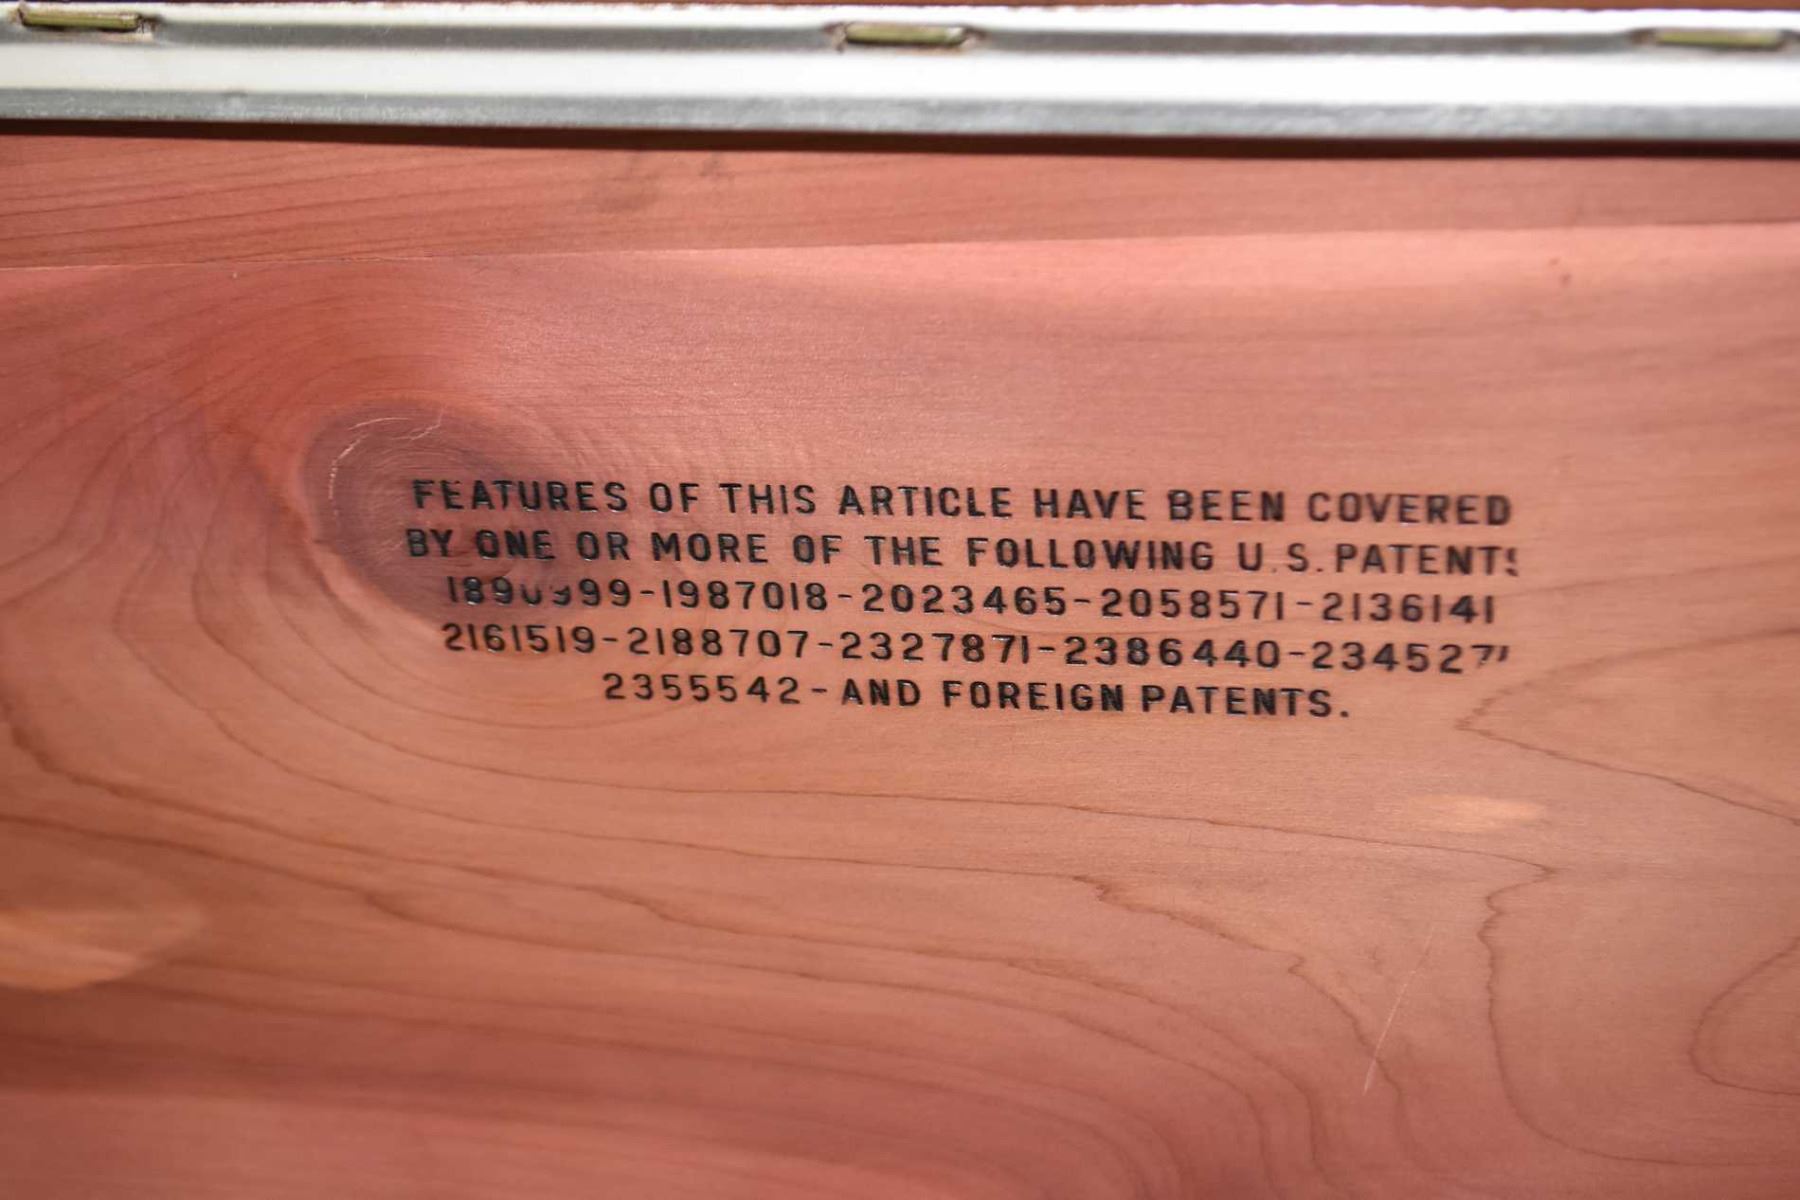 FEATURES OF THIS ARTICLE HAVE BEEN COVERED
BY ONE OR MORE OF THE FOLLOWING U.S. PATENTS
-1987018-2023465-2058571-2136141
2161519-2188707-2327871-2386440-
2355542-AND FOREIGN PATENTS.